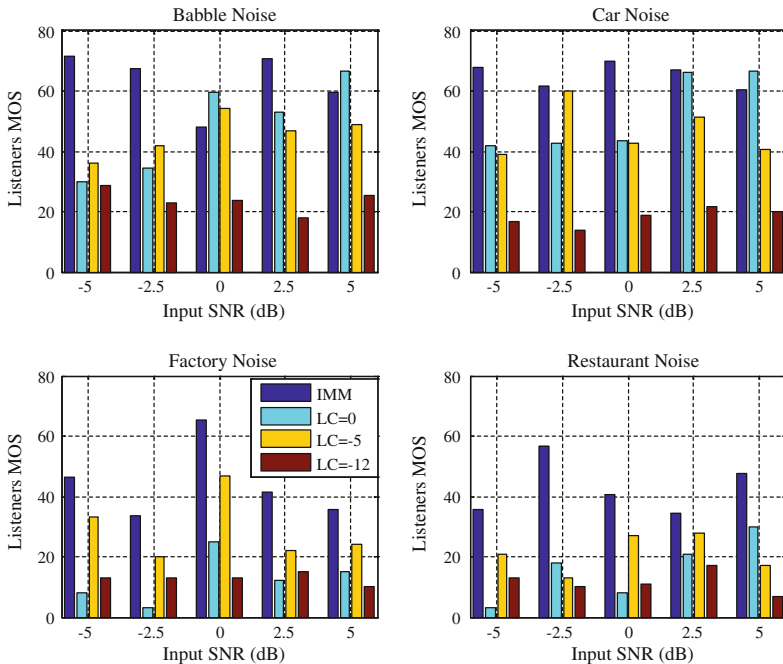 Babble Noise
80
60
40
20
0
Listeners MOS
-5 -2.5 0 2.5 5
Input SNR (dB)
Car Noise
80
60
40
20
0
Listeners MOS
-5 -2.5 0 2.5 5
Input SNR (dB)
Factory Noise
80
60
40
20
0
Listeners MOS
IMM
LC=0
LC=-5
LC=-12
-5 -2.5 0 2.5 5
Input SNR (dB)
Restaurant Noise
80
60
40
20
0
Listeners MOS
-5 -2.5 0 2.5 5
Input SNR (dB)